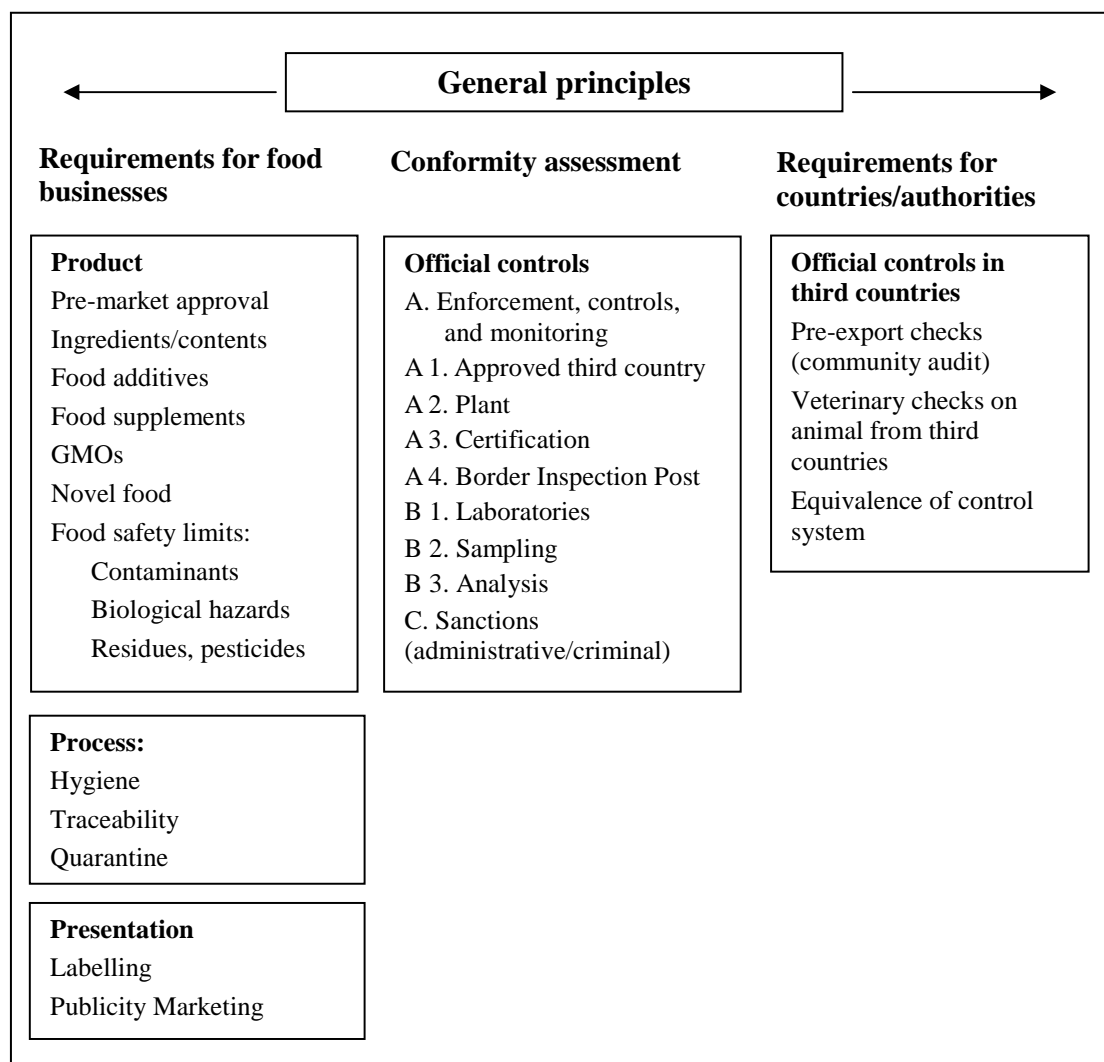 General principles
Requirements for food
businesses
Product
Pre-market approval
Ingredients/contents
Food additives
Food supplements
GMOs
Novel food
Food safety limits:
Contaminants
Biological hazards
Residues, pesticides
Process:
Hygiene
Traceability
Quarantine
Presentation
Labelling
Publicity Marketing
Conformity assessment
Official controls
A. Enforcement, controls,
and monitoring
A 1. Approved third country
A 2. Plant
A 3. Certification
A 4. Border Inspection Post
B 1. Laboratories
B 2. Sampling
B 3. Analysis
C. Sanctions
(administrative/criminal)
Requirements for
countries/authorities
Official controls in
third countries
Pre-export checks
(community audit)
Veterinary checks on
animal from third
countries
Equivalence of control
system